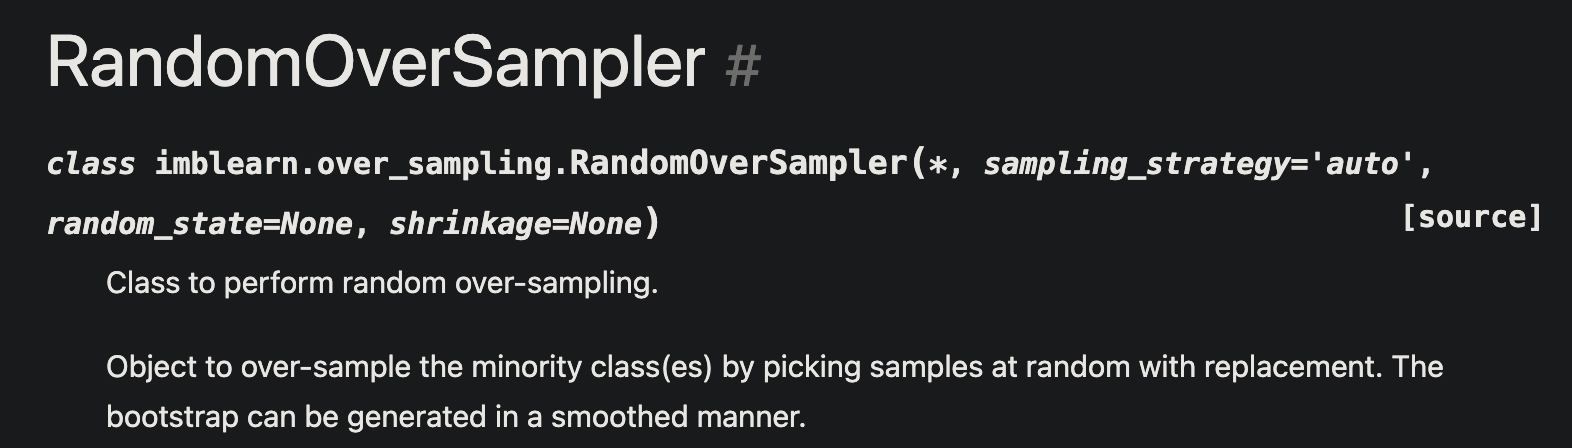 RandomOverSampler #
class imblearn.over_sampling.RandomOverSampler(*, sampling_strategy='auto',
random_state=None, shrinkage=None) [source]
Class to perform random over-sampling.
Object to over-sample the minority class(es) by picking samples at random with replacement. The
bootstrap can be generated in a smoothed manner.